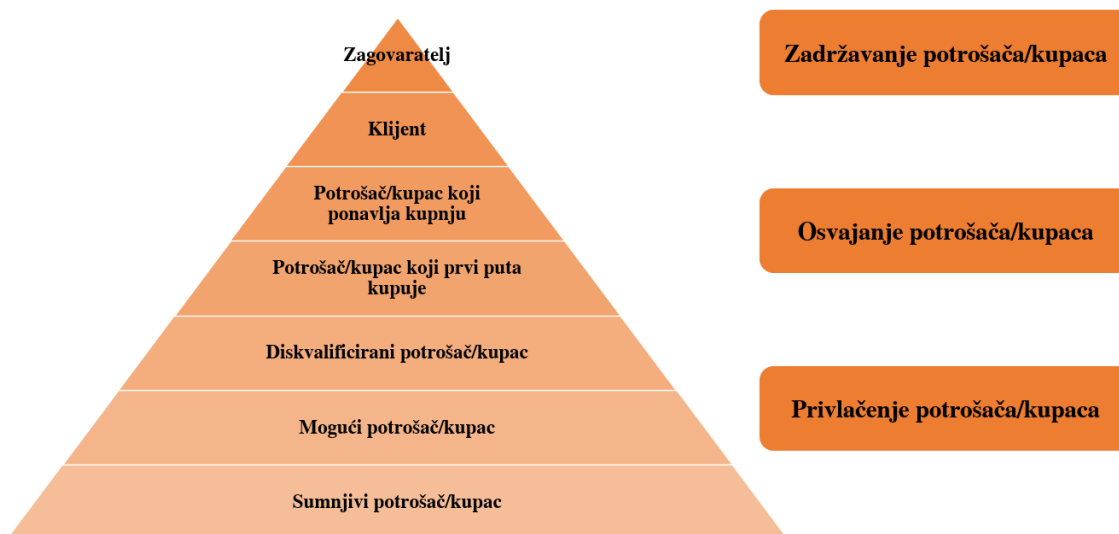 Zagovaratelj
Klijent
Potrošač/kupac koji
ponavlja kupnju
Potrošač/kupac koji prvi puta
kupuje
Diskvalificirani potrošač/kupac
Mogući potrošač/kupac
Sumnjivi potrošač/kupac
Zadržavanje potrošača/kupaca
Osvajanje potrošača/kupaca
Privlačenje potrošača/kupaca